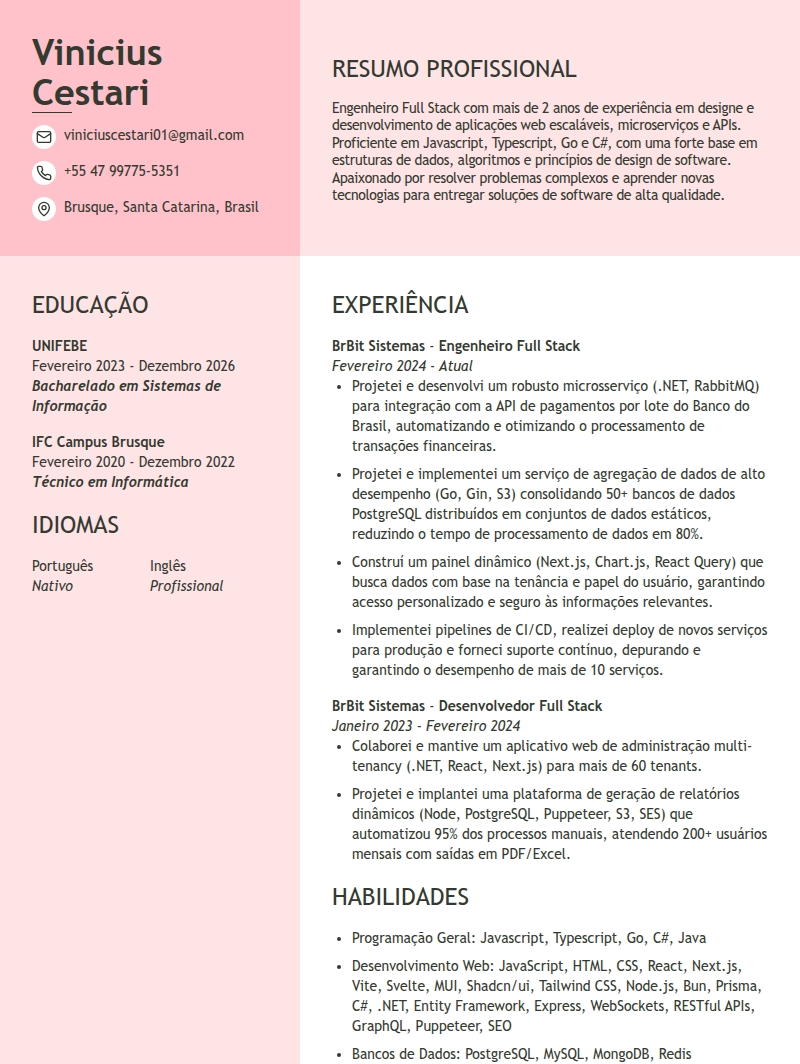 Vinicius
Cestari
viniciuscestari01@gmail.com
+55 47 99775-5351
Brusque, Santa Catarina, Brasil
RESUMO PROFISSIONAL
Engenheiro Full Stack com mais de 2 anos de experiência em designe e
desenvolvimento de aplicações web escaláveis, microserviços e APIs.
Proficiente em Javascript, Typescript, Go e C#, com uma forte base em
estruturas de dados, algoritmos e princípios de design de software.
Apaixonado por resolver problemas complexos e aprender novas
tecnologias para entregar soluções de software de alta qualidade.
EDUCAÇÃO
UNIFEBE
Fevereiro 2023 - Dezembro 2026
Bacharelado em Sistemas de
Informação
IFC Campus Brusque
Fevereiro 2020 - Dezembro 2022
Técnico em Informática
IDIOMAS
Português Inglês
Nativo Profissional
EXPERIÊNCIA
BrBit Sistemas - Engenheiro Full Stack
Fevereiro 2024 - Atual
• Projetei e desenvolvi um robusto microsserviço (.NET, RabbitMQ)
para integração com a API de pagamentos por lote do Banco do
Brasil, automatizando e otimizando o processamento de
transações financeiras.
• Projetei e implementei um serviço de agregação de dados de alto
desempenho (Go, Gin, S3) consolidando 50+ bancos de dados
PostgreSQL distribuídos em conjuntos de dados estáticos,
reduzindo o tempo de processamento de dados em 80%.
• Construí um painel dinâmico (Next.js, Chart.js, React Query) que
busca dados com base na tenância e papel do usuário, garantindo
acesso personalizado e seguro às informações relevantes.
• Implementei pipelines de CI/CD, realizei deploy de novos serviços
para produção e forneci suporte contínuo, depurando e
garantindo o desempenho de mais de 10 serviços.
BrBit Sistemas - Desenvolvedor Full Stack
Janeiro 2023 - Fevereiro 2024
• Colaborei e mantive um aplicativo web de administração multi-
tenancy (.NET, React, Next.js) para mais de 60 tenants.
• Projetei e implantei uma plataforma de geração de relatórios
dinâmicos (Node, PostgreSQL, Puppeteer, S3, SES) que
automatizou 95% dos processos manuais, atendendo 200+ usuários
mensais com saídas em PDF/Excel.
HABILIDADES
• Programação Geral: Javascript, Typescript, Go, C#, Java
• Desenvolvimento Web: JavaScript, HTML, CSS, React, Next.js,
Vite, Svelte, MUI, Shadcn/ui, Tailwind CSS, Node.js, Bun, Prisma,
C#, .NET, Entity Framework, Express, WebSockets, RESTful APIs,
GraphQL, Puppeteer, SEO
• Bancos de Dados: PostgreSQL, MySQL, MongoDB, Redis